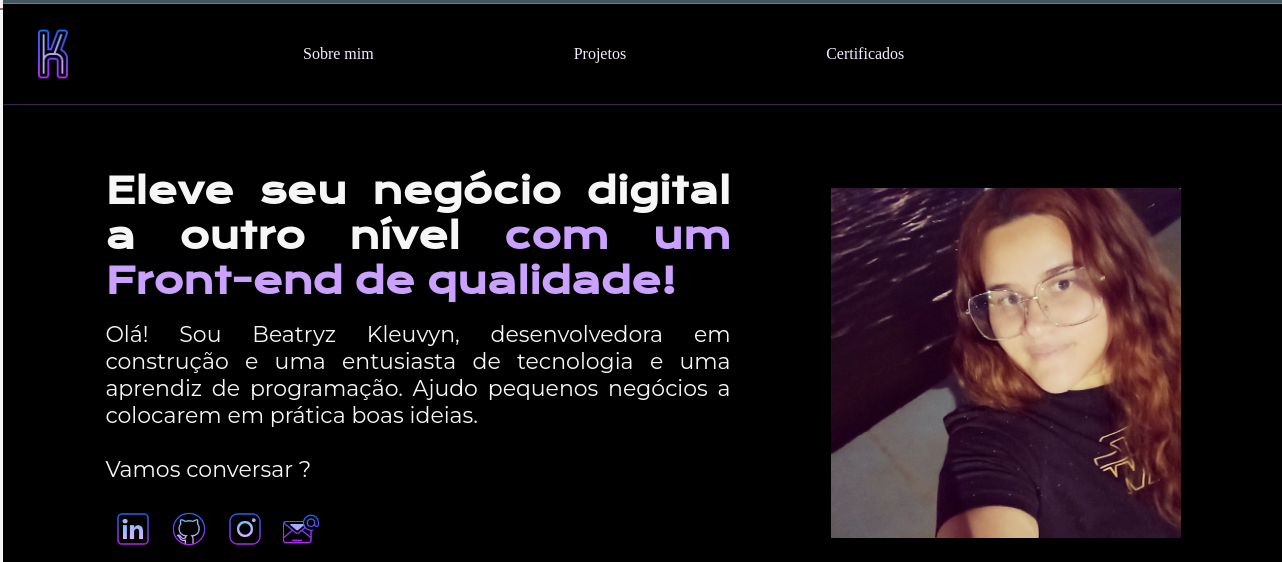 K
Sobre mim
Projetos
Certificados
Eleve seu negócio digital
a outro nível com um
Front-end de qualidade!
Olá! Sou Beatryz Kleuvyn, desenvolvedora em
construção e uma entusiasta de tecnologia e uma
aprendiz de programação. Ajudo pequenos negócios a
colocarem em prática boas ideias.
Vamos conversar ?
in
@